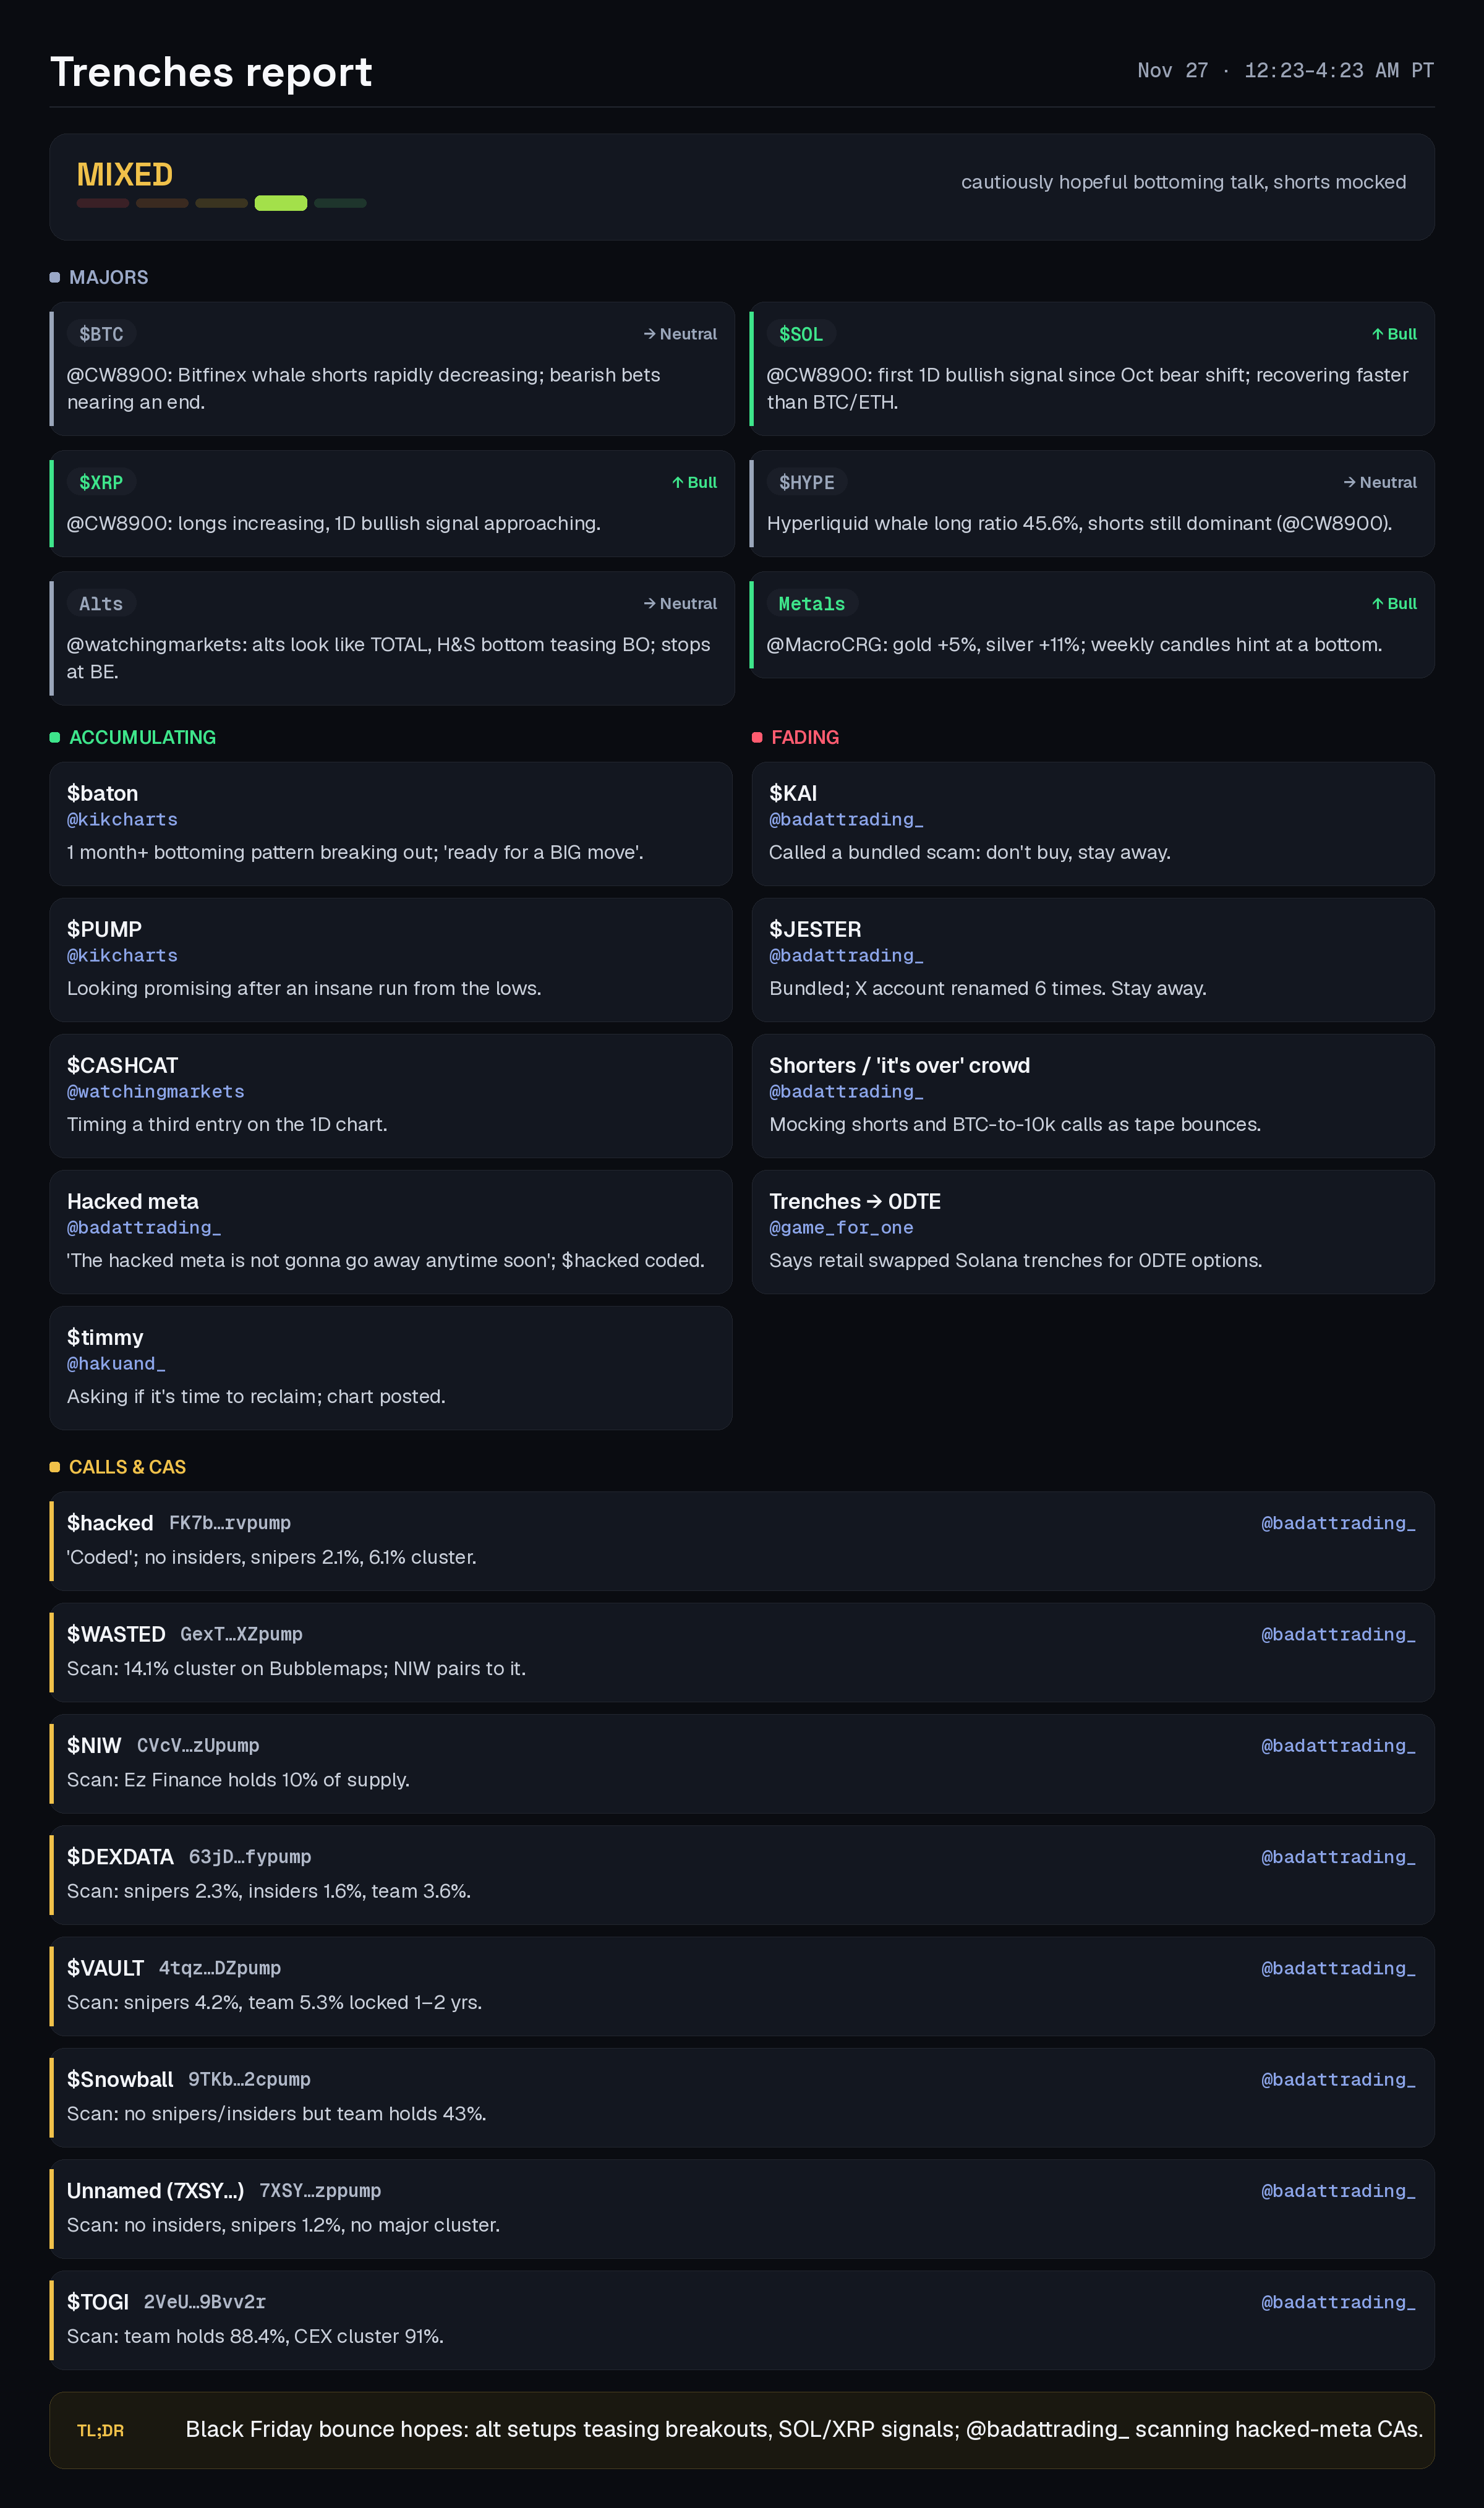 Trenches report
Nov 27 · 12:23–4:23 AM PT
MIXED
cautiously hopeful bottoming talk, shorts mocked
MAJORS
$BTC
→ Neutral
@CW8900: Bitfinex whale shorts rapidly decreasing; bearish bets
nearing an end.
$SOL
↑ Bull
@CW8900: first 1D bullish signal since Oct bear shift; recovering faster
than BTC/ETH.
$XRP
↑ Bull
@CW8900: longs increasing, 1D bullish signal approaching.
$HYPE
→ Neutral
Hyperliquid whale long ratio 45.6%, shorts still dominant (@CW8900).
Alts
→ Neutral
@watchingmarkets: alts look like TOTAL, H&S bottom teasing BO; stops
at BE.
Metals
↑ Bull
@MacroCRG: gold +5%, silver +11%; weekly candles hint at a bottom.
ACCUMULATING
$baton
@kikcharts
1 month+ bottoming pattern breaking out; 'ready for a BIG move'.
$PUMP
@kikcharts
Looking promising after an insane run from the lows.
$CASHCAT
@watchingmarkets
Timing a third entry on the 1D chart.
Hacked meta
@badattrading_
'The hacked meta is not gonna go away anytime soon'; $hacked coded.
$timmy
@hakuand_
Asking if it's time to reclaim; chart posted.
FADING
$KAI
@badattrading_
Called a bundled scam: don't buy, stay away.
$JESTER
@badattrading_
Bundled; X account renamed 6 times. Stay away.
Shorters / 'it's over' crowd
@badattrading_
Mocking shorts and BTC-to-10k calls as tape bounces.
Trenches → 0DTE
@game_for_one
Says retail swapped Solana trenches for 0DTE options.
CALLS & CAS
$hacked FK7b…rvpump
@badattrading_
'Coded'; no insiders, snipers 2.1%, 6.1% cluster.
$WASTED GexT…XZpump
@badattrading_
Scan: 14.1% cluster on Bubblemaps; NIW pairs to it.
$NIW CVcV…zUpump
@badattrading_
Scan: Ez Finance holds 10% of supply.
$DEXDATA 63jD…fypump
@badattrading_
Scan: snipers 2.3%, insiders 1.6%, team 3.6%.
$VAULT 4tqz…DZpump
@badattrading_
Scan: snipers 4.2%, team 5.3% locked 1–2 yrs.
$Snowball 9TKb…2cpump
@badattrading_
Scan: no snipers/insiders but team holds 43%.
Unnamed (7XSY…) 7XSY…zppump
@badattrading_
Scan: no insiders, snipers 1.2%, no major cluster.
$TOGI 2VeU…9Bvv2r
@badattrading_
Scan: team holds 88.4%, CEX cluster 91%.
TL;DR
Black Friday bounce hopes: alt setups teasing breakouts, SOL/XRP signals; @badattrading_ scanning hacked-meta CAs.